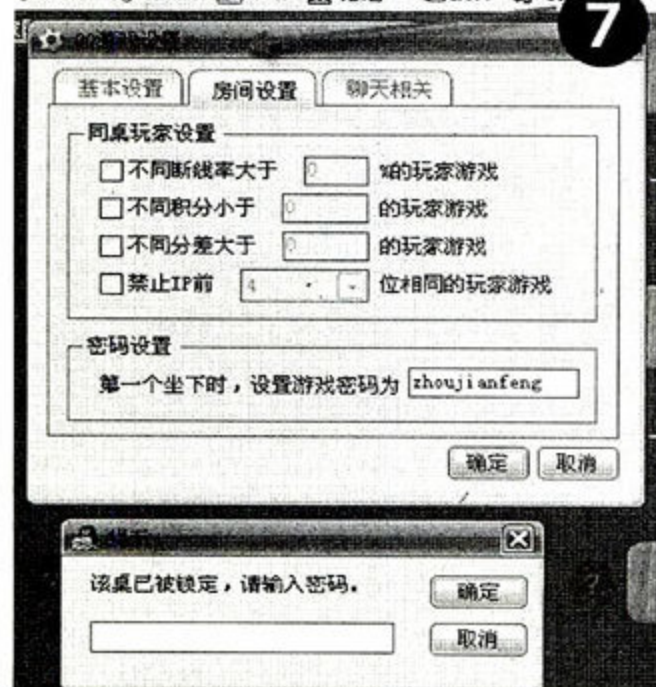 7
基本设置 房间设置 聊天相关
同桌玩家设置
不同断线率大于 0 %的玩家游戏
不同积分小于 0 的玩家游戏
不同分差大于 0 的玩家游戏
禁止IP前 4 位相同的玩家游戏
密码设置
第一个坐下时，设置游戏密码为 zhoujianfeng
确定 取消
该桌已被锁定，请输入密码。
确定
取消